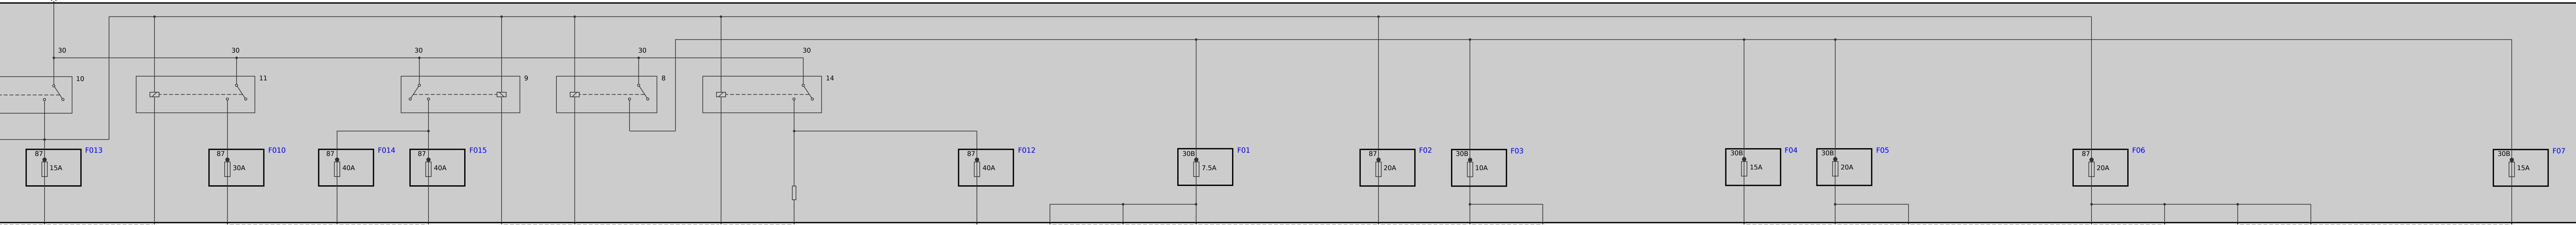 30 30 30 30 30
10 11 9 8 14
F013 F010 F014 F015 F012 F01 F02 F03 F04 F05 F06 F07
87 87 87 87 87 30B 87 30B 30B 30B 87 30B
15A 30A 40A 40A 40A 7.5A 20A 10A 15A 20A 20A 15A